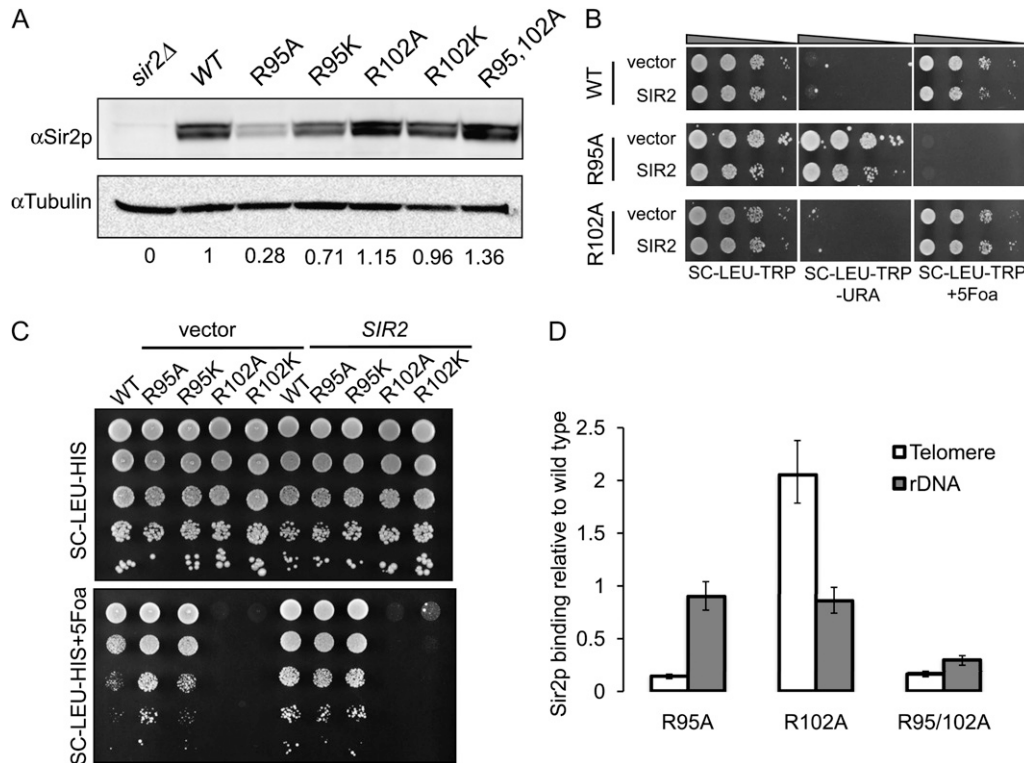 A
sir2Δ WT R95A R95K R102A R102K R95,102A
αSir2p
αTubulin
0 1 0.28 0.71 1.15 0.96 1.36
B
WT
vector
SIR2
R95A
vector
SIR2
R102A
vector
SIR2
SC-LEU-TRP
SC-LEU-TRP
-URA
SC-LEU-TRP
+5Foa
C
vector SIR2
WT R95A R95K R102A R102K WT R95A R95K R102A R102K
SC-LEU-HIS
SC-LEU-HIS+5Foa
D
Sir2p binding relative to wild type
2.5
2
1.5
1
0.5
0
Telomere
rDNA
R95A R102A R95/102A